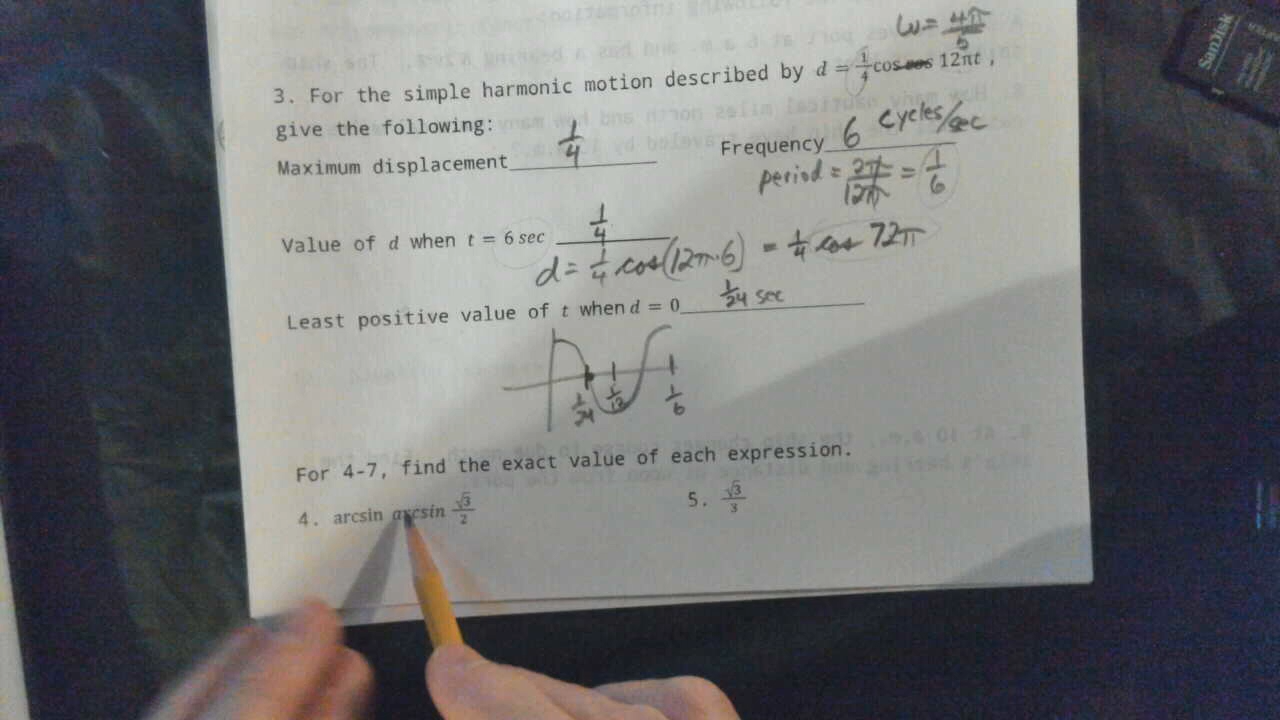 ω = 4π/5
3. For the simple harmonic motion described by d = 1/4 cos cos 12πt ,
give the following:
Maximum displacement 1/4 Frequency 6 cycles/sec
period = 2π/12π = 1/6
Value of d when t = 6 sec 1/4
d = 1/4 cos(12π·6) = 1/4 cos 72π
Least positive value of t when d = 0 1/24 sec
1/24 1/12 1/6
For 4-7, find the exact value of each expression.
4. arcsin arcsin √3/2 5. √3/3
SanDisk